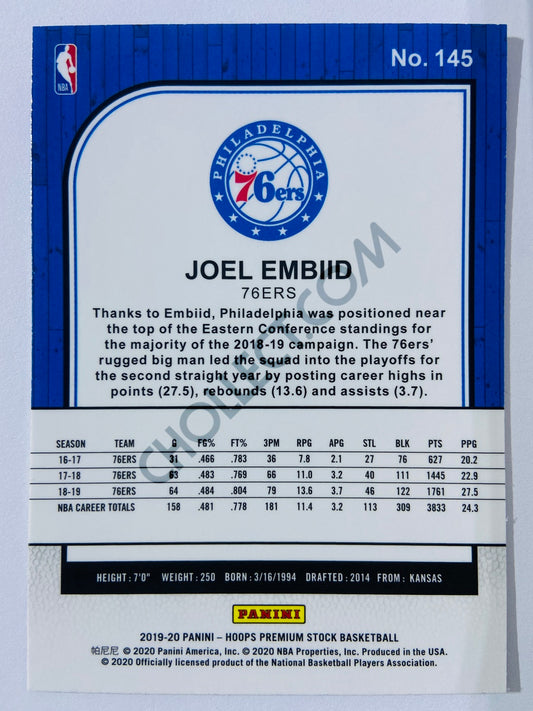 NBA
No. 145
PHILADELPHIA
76ers
JOEL EMBIID
76ERS
Thanks to Embiid, Philadelphia was positioned near
the top of the Eastern Conference standings for
the majority of the 2018-19 campaign. The 76ers'
rugged big man led the squad into the playoffs for
the second straight year by posting career highs in
points (27.5), rebounds (13.6) and assists (3.7).
CHOLLECT.COM
SEASON TEAM G FG% FT% 3PM RPG APG STL BLK PTS PPG
16-17 76ERS 31 .466 .783 36 7.8 2.1 27 76 627 20.2
17-18 76ERS 63 .483 .769 66 11.0 3.2 40 111 1445 22.9
18-19 76ERS 64 .484 .804 79 13.6 3.7 46 122 1761 27.5
NBA CAREER TOTALS 158 .481 .778 181 11.4 3.2 113 309 3833 24.3
HEIGHT: 7'0" WEIGHT: 250 BORN: 3/16/1994 DRAFTED: 2014 FROM: KANSAS
PANINI
2019-20 PANINI – HOOPS PREMIUM STOCK BASKETBALL
帕尼尼 © 2020 Panini America, Inc. © 2020 NBA Properties, Inc. Produced in the USA.
© 2020 Officially licensed product of the National Basketball Players Association.